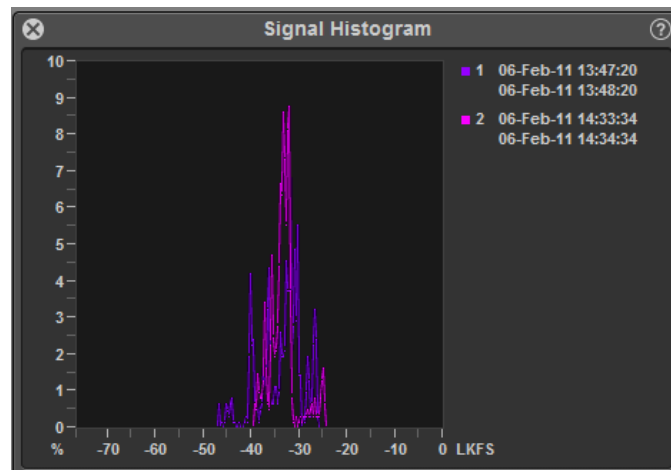 Signal Histogram
10
1 06-Feb-11 13:47:20
06-Feb-11 13:48:20
9
2 06-Feb-11 14:33:34
06-Feb-11 14:34:34
8
7
6
5
4
3
2
1
0
% -70 -60 -50 -40 -30 -20 -10 0 LKFS